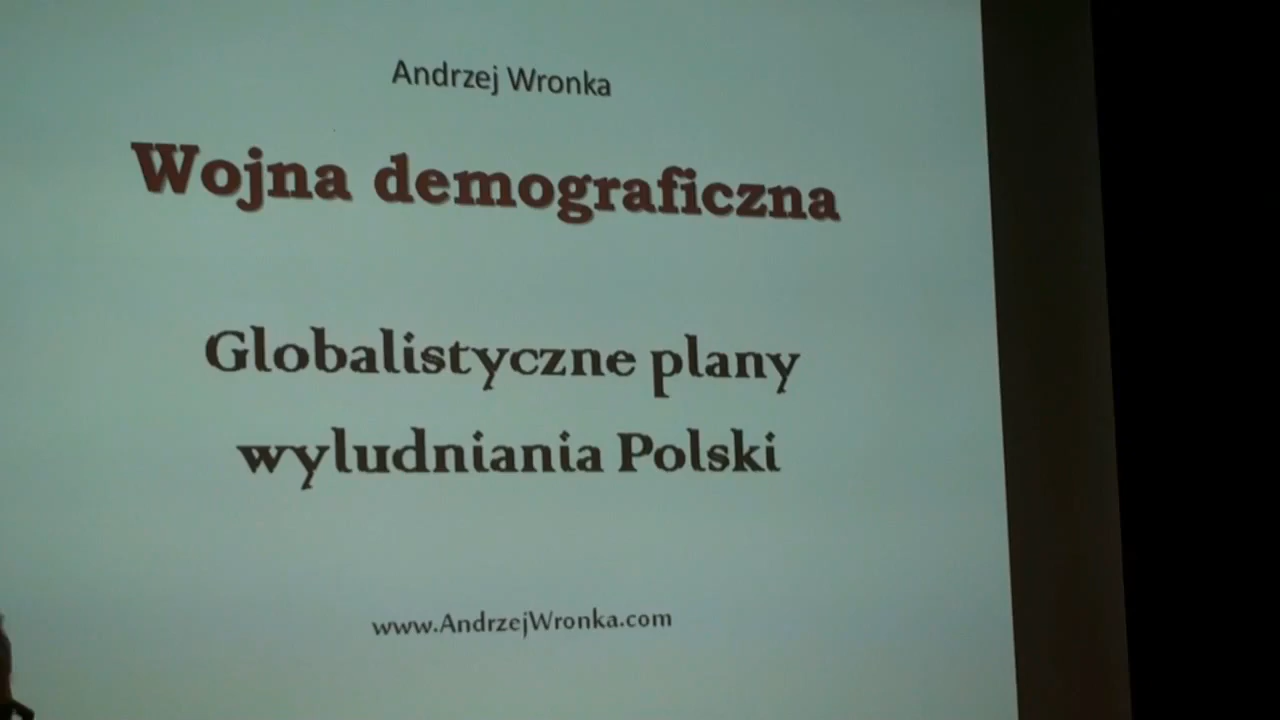 Andrzej Wronka
Wojna demograficzna
Globalistyczne plany
wyludniania Polski
www.AndrzejWronka.com